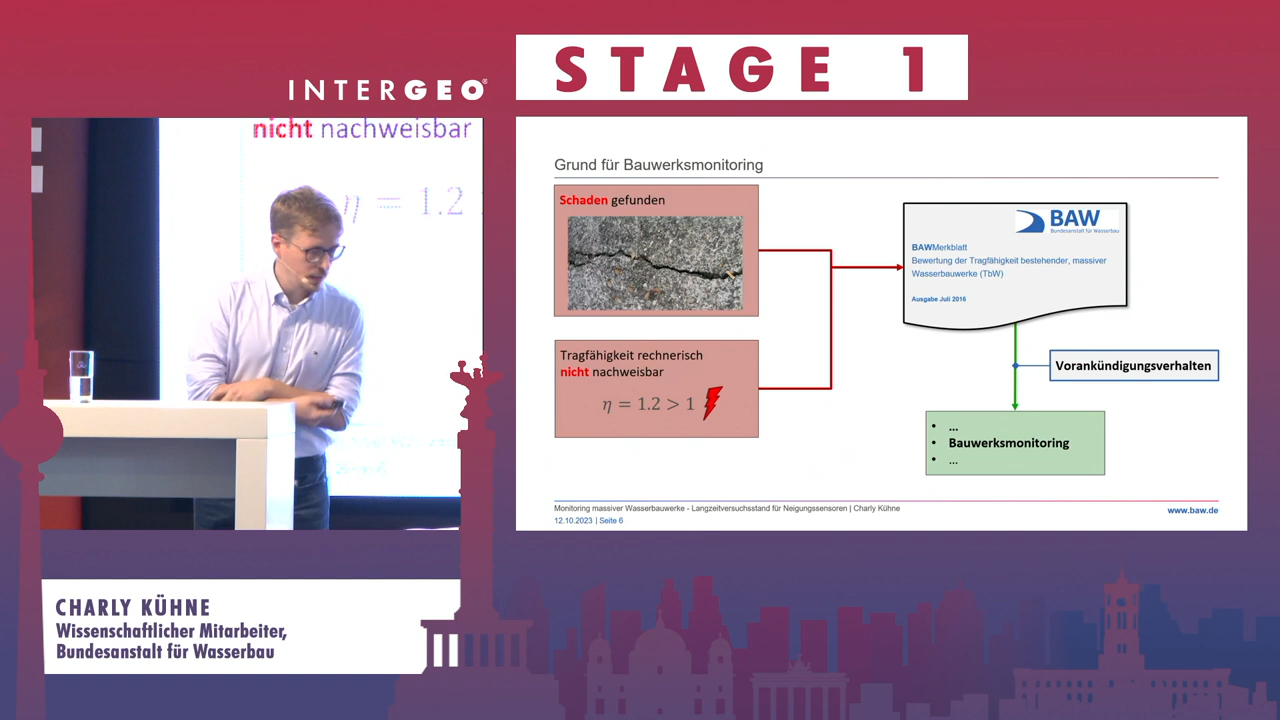 STAGE 1
INTERGEO®
nicht nachweisbar
η = 1.2
Grund für Bauwerksmonitoring
Schaden gefunden
BAW
Bundesanstalt für Wasserbau
BAWMerkblatt
Bewertung der Tragfähigkeit bestehender, massiver
Wasserbauwerke (TbW)
Ausgabe Juli 2016
Tragfähigkeit rechnerisch
nicht nachweisbar
η = 1.2 > 1
Vorankündigungsverhalten
• ...
• Bauwerksmonitoring
• ...
Monitoring massiver Wasserbauwerke - Langzeitversuchsstand für Neigungssensoren | Charly Kühne
12.10.2023 | Seite 6
www.baw.de
CHARLY KÜHNE
Wissenschaftlicher Mitarbeiter,
Bundesanstalt für Wasserbau